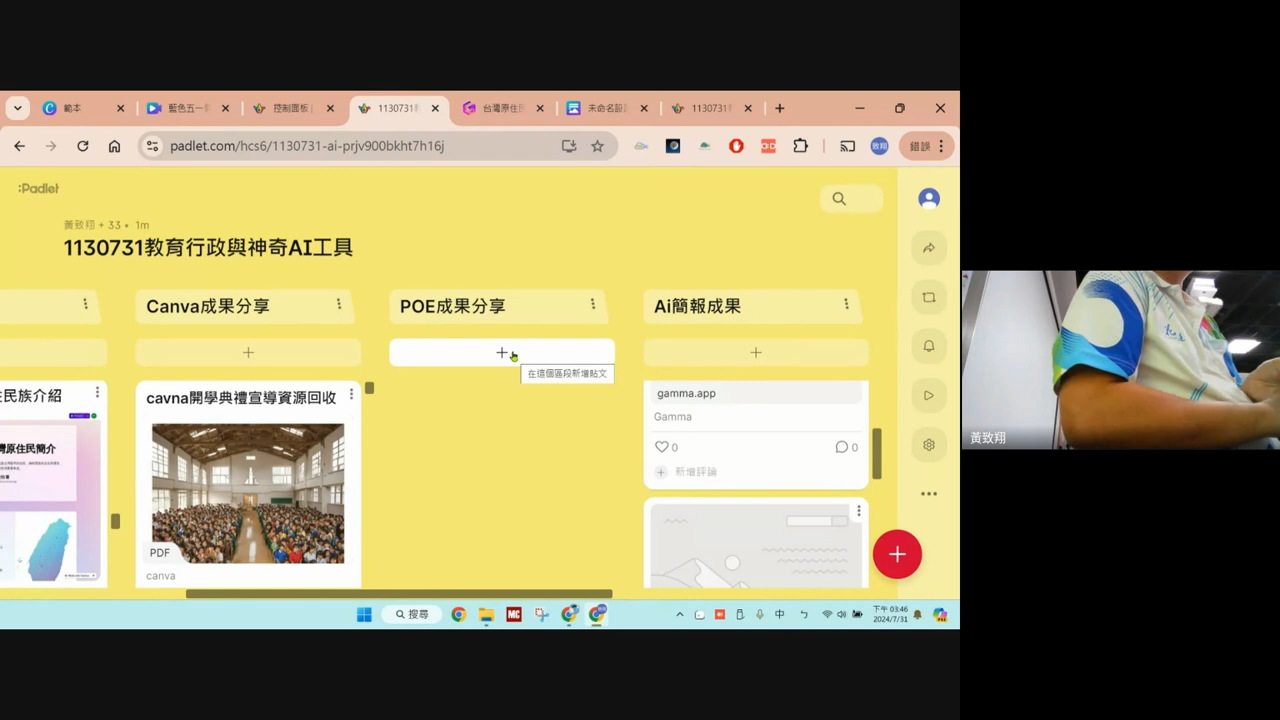 範本
藍色五一
控制面板 |
1130731
台灣原住民
未命名設
1130731
padlet.com/hcs6/1130731-ai-prjv900bkht7h16j
錯誤
:Padlet
黃致翔 + 33 • 1m
1130731教育行政與神奇AI工具
Canva成果分享
POE成果分享
Ai簡報成果
在這個區段新增貼文
住民族介紹
灣原住民簡介
cavna開學典禮宣導資源回收
PDF
canva
gamma.app
Gamma
0
0
新增評論
搜尋
中
下午 03:46
2024/7/31
黃致翔